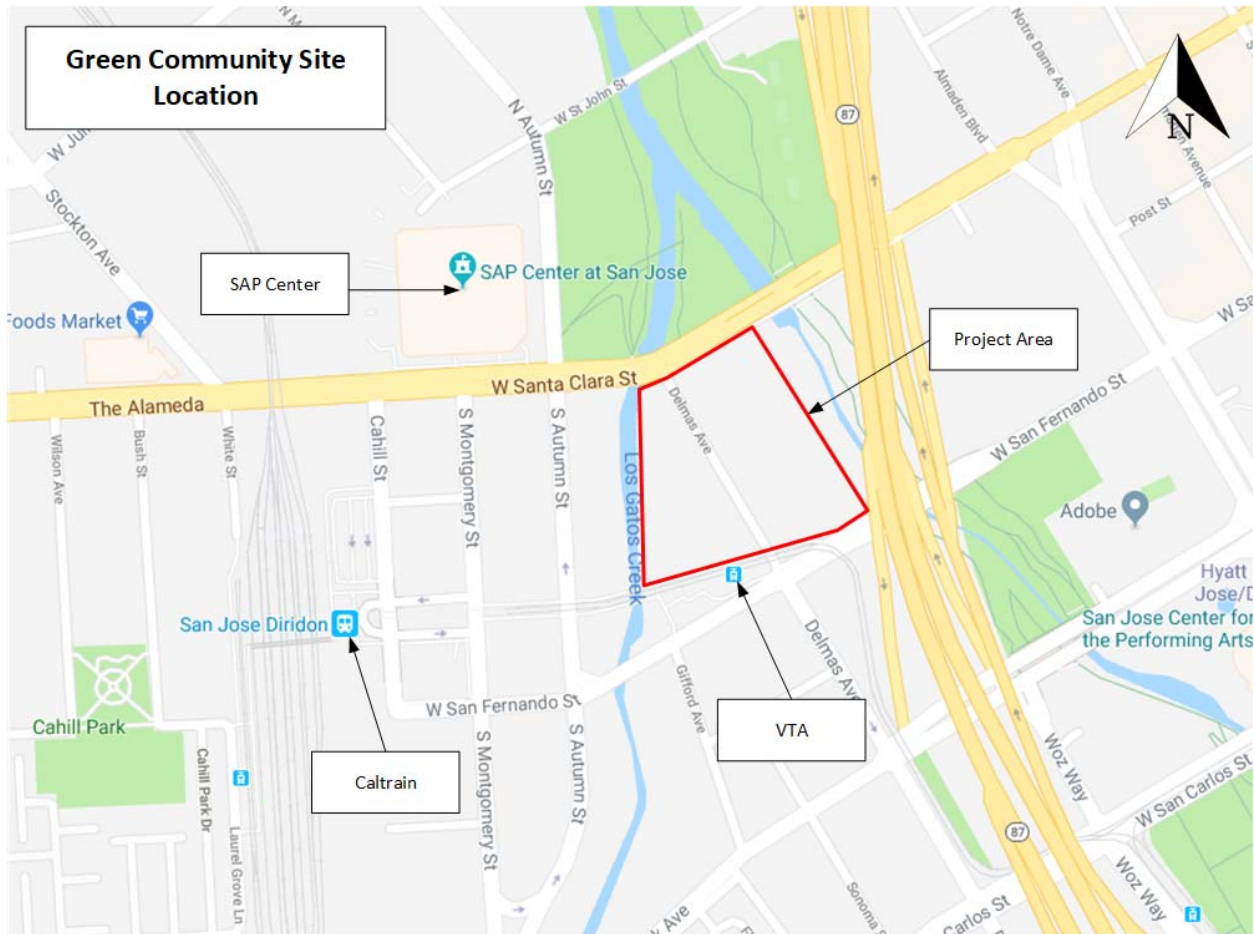 Green Community Site
Location
N
W St John St
N Autumn St
87
Almaden Blvd
Notre Dame Ave
Post St
Stockton Ave
SAP Center
SAP Center at San Jose
Foods Market
Project Area
W Santa Clara St
The Alameda
Delmas Ave
W San Fernando St
Wilson Ave
Bush St
White St
Cahill St
S Montgomery St
S Autumn St
Los Gatos Creek
Adobe
Hyatt
San Jose Center for
the Performing Arts
San Jose Diridon
W San Fernando St
Gifford Ave
Delmas Ave
VTA
Cahill Park
Caltrain
Cahill Park Dr
Laurel Grove Ln
S Montgomery St
S Autumn St
Woz Way
W San Carlos St
87
Woz Way
Carlos St